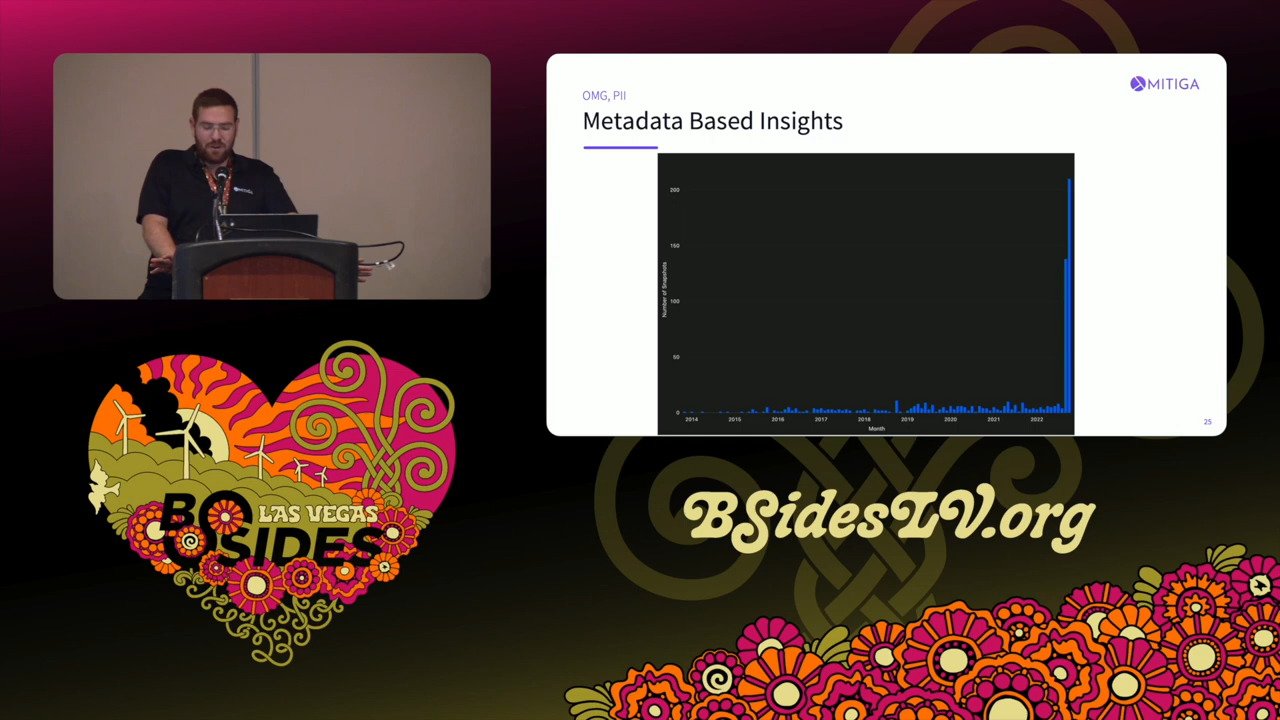 MITIGA
OMG, PII
Metadata Based Insights
MITIGA
200
150
100
50
0
Number of Snapshots
2014 2015 2016 2017 2018 2019 2020 2021 2022
Month
25
BSidesLV.org
LAS VEGAS
BSIDES